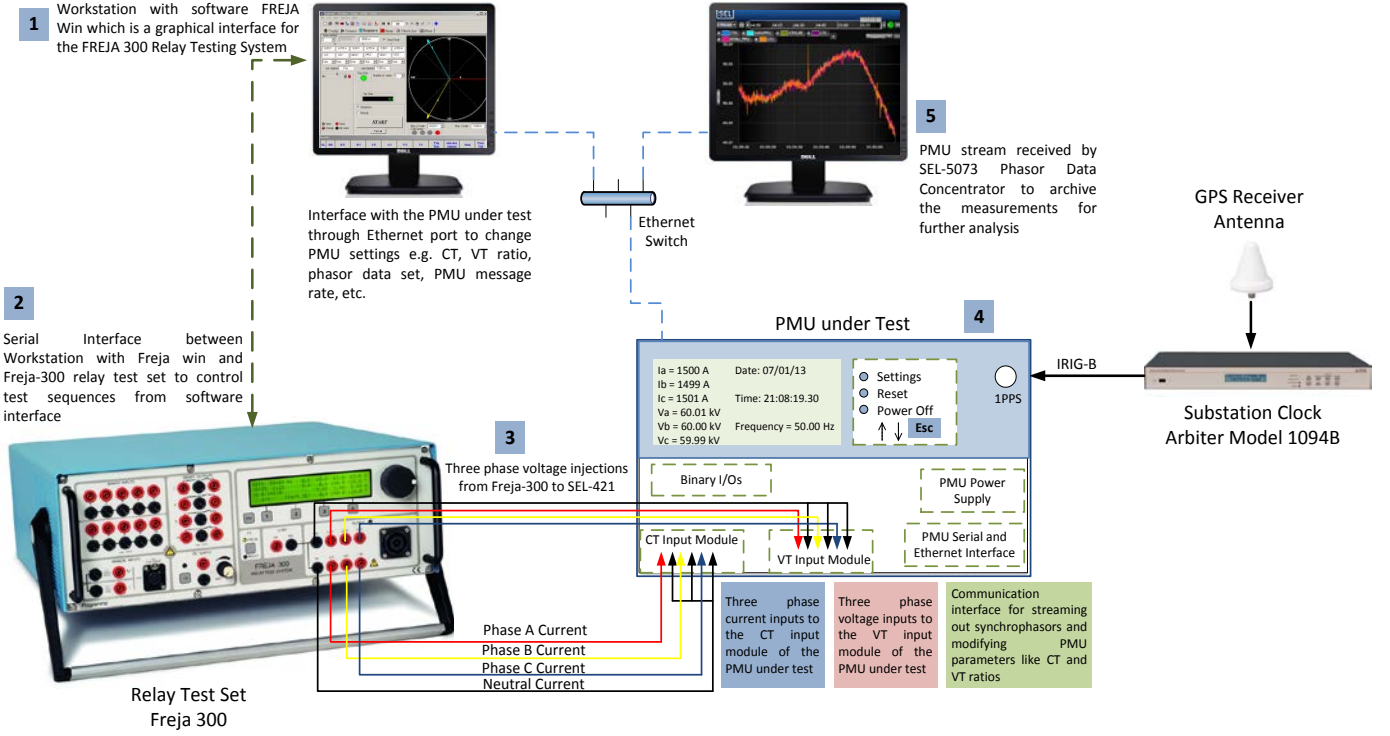 1
Workstation with software FREJA
Win which is a graphical interface for
the FREJA 300 Relay Testing System
START
DELL
Interface with the PMU under test
through Ethernet port to change
PMU settings e.g. CT, VT ratio,
phasor data set, PMU message
rate, etc.
Ethernet
Switch
SEL
DELL
5
PMU stream received by
SEL-5073 Phasor Data
Concentrator to archive
the measurements for
further analysis
GPS Receiver
Antenna
2
Serial Interface between
Workstation with Freja win and
Freja-300 relay test set to control
test sequences from software
interface
3
Three phase voltage injections
from Freja-300 to SEL-421
FREJA 300
RELAY TEST SYSTEM
Programma
Relay Test Set
Freja 300
Phase A Current
Phase B Current
Phase C Current
Neutral Current
PMU under Test
4
Ia = 1500 A
Ib = 1499 A
Ic = 1501 A
Va = 60.01 kV
Vb = 60.00 kV
Vc = 59.99 kV
Date: 07/01/13
Time: 21:08:19.30
Frequency = 50.00 Hz
Settings
Reset
Power Off
Esc
1PPS
IRIG-B
Substation Clock
Arbiter Model 1094B
Binary I/Os
PMU Power
Supply
CT Input Module
VT Input Module
PMU Serial and
Ethernet Interface
Three phase
current inputs to
the CT input
module of the
PMU under test
Three phase
voltage inputs to
the VT input
module of the
PMU under test
Communication
interface for streaming
out synchrophasors and
modifying PMU
parameters like CT and
VT ratios